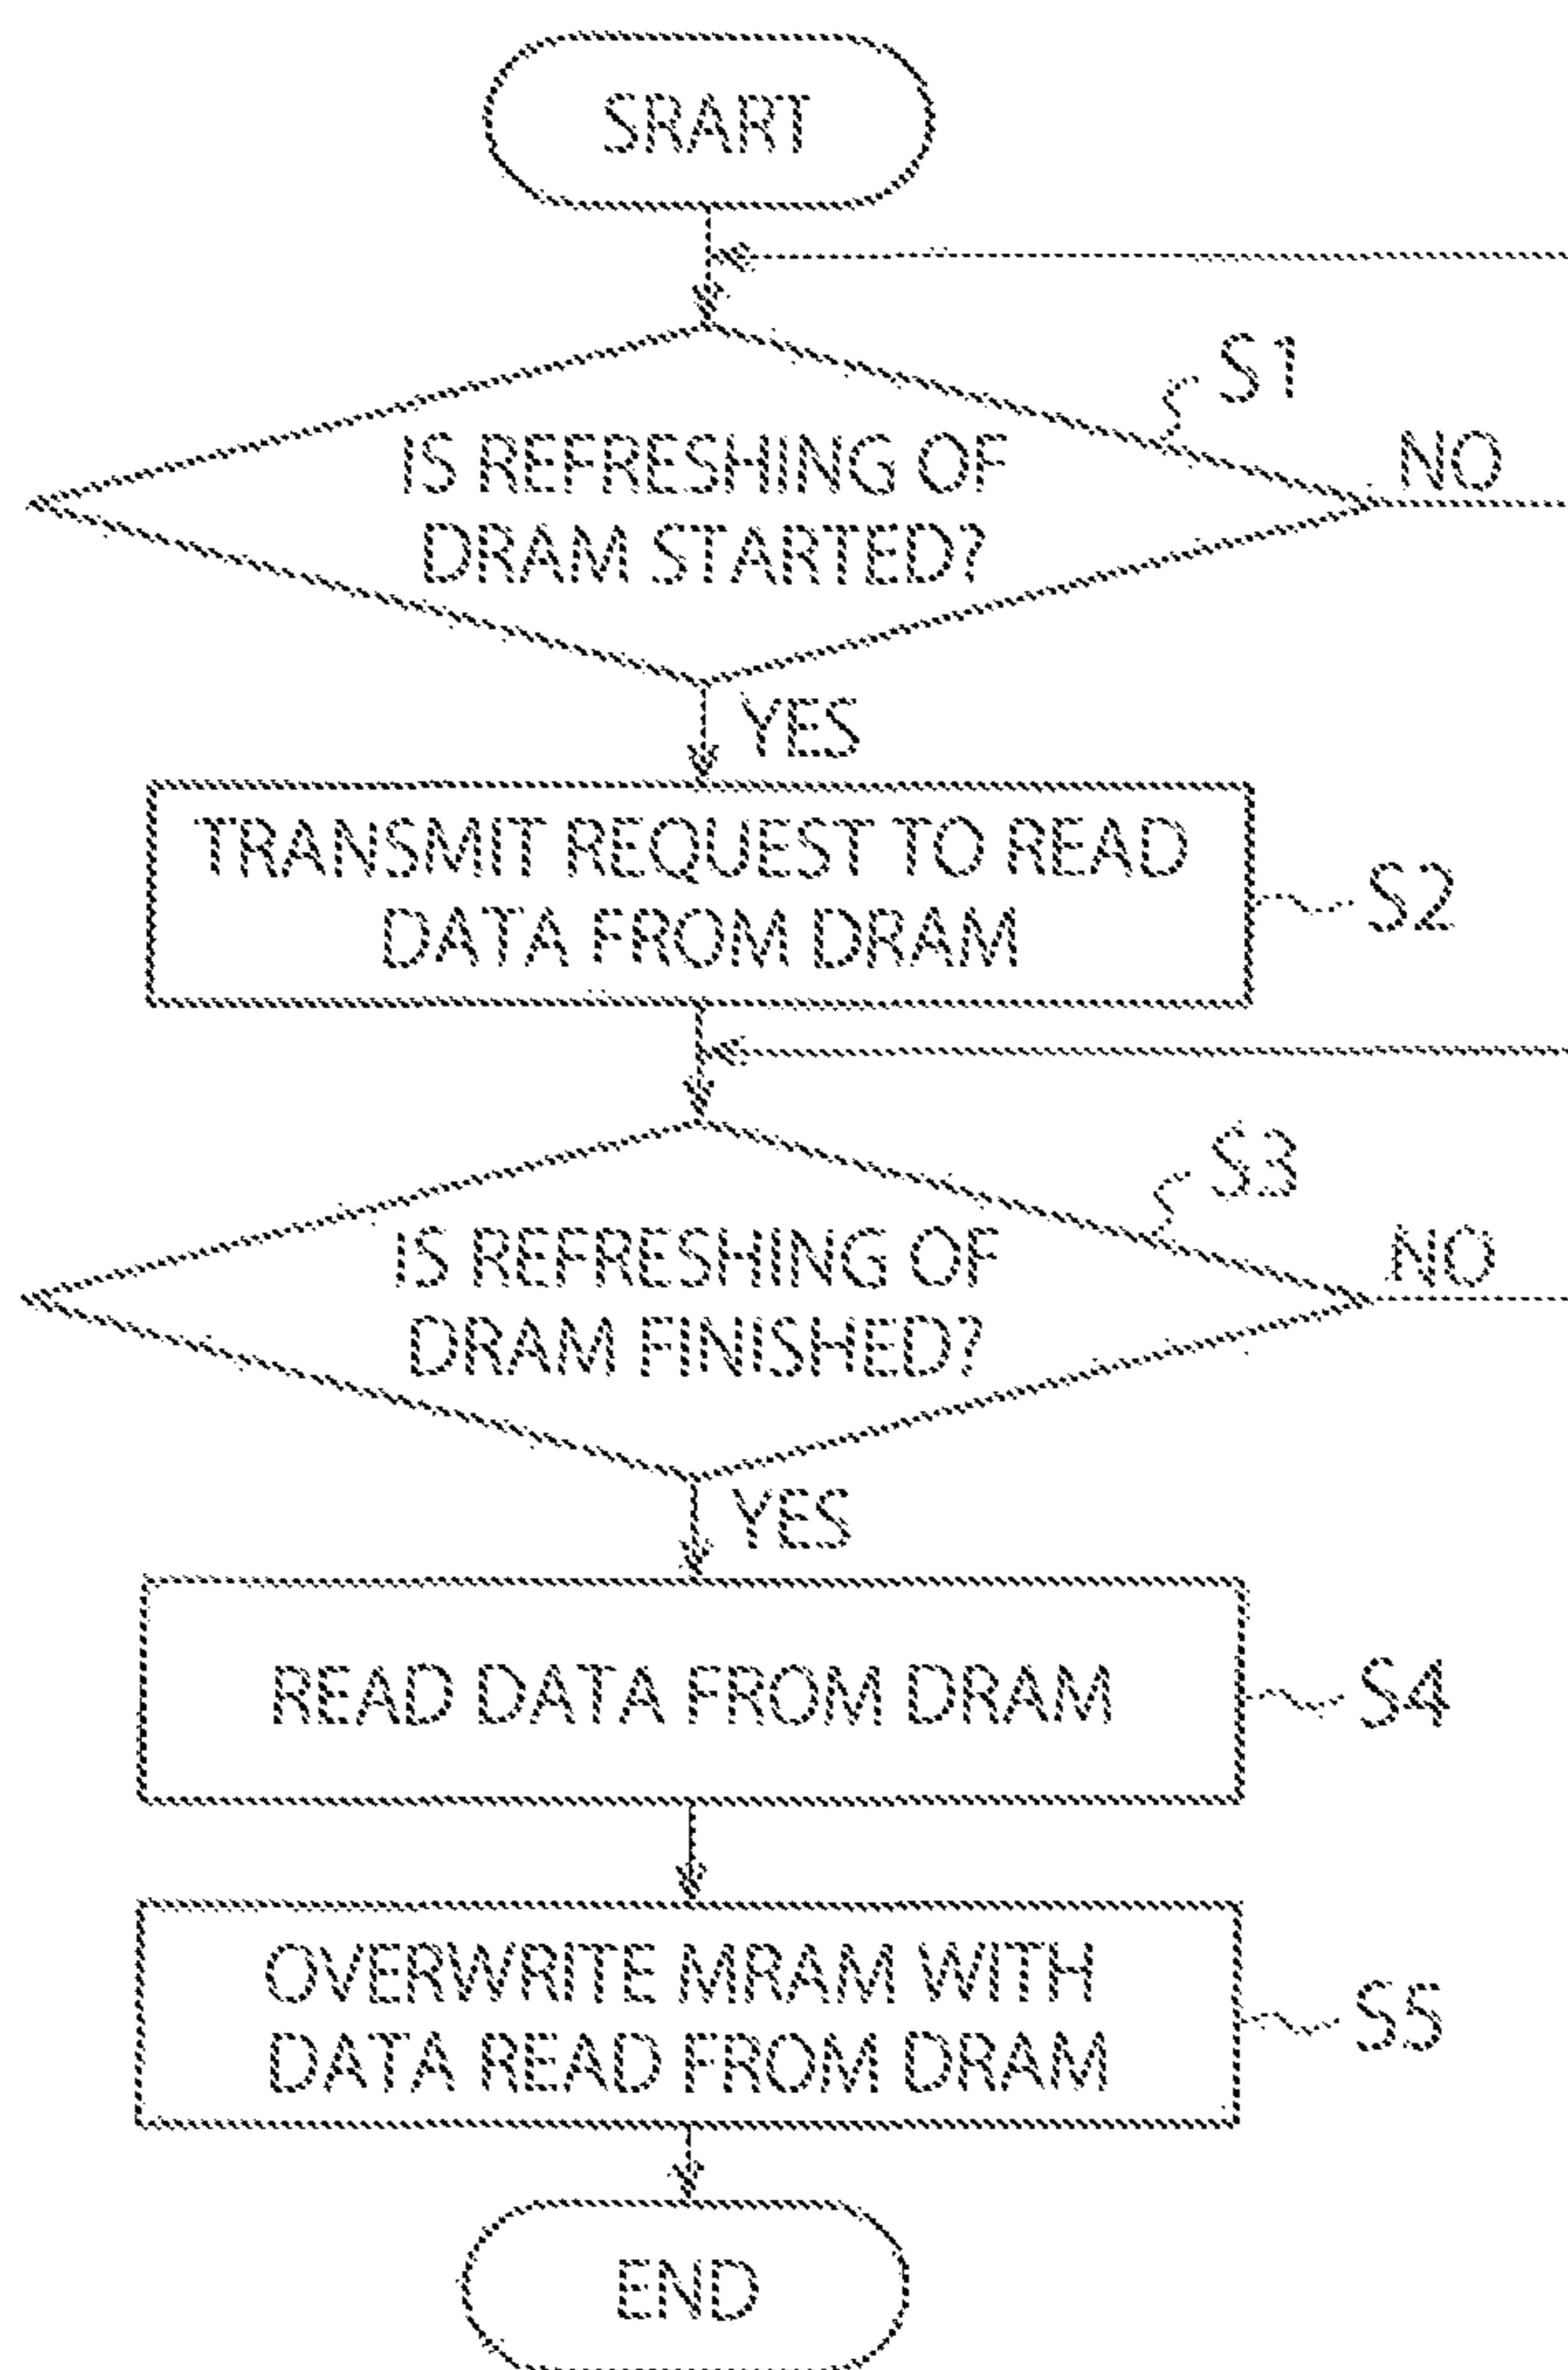 SRART
S1
IS REFRESHING OF
DRAM STARTED?
NO
YES
TRANSMIT REQUEST TO READ
DATA FROM DRAM
S2
S3
IS REFRESHING OF
DRAM FINISHED?
NO
YES
READ DATA FROM DRAM
S4
OVERWRITE MRAM WITH
DATA READ FROM DRAM
S5
END